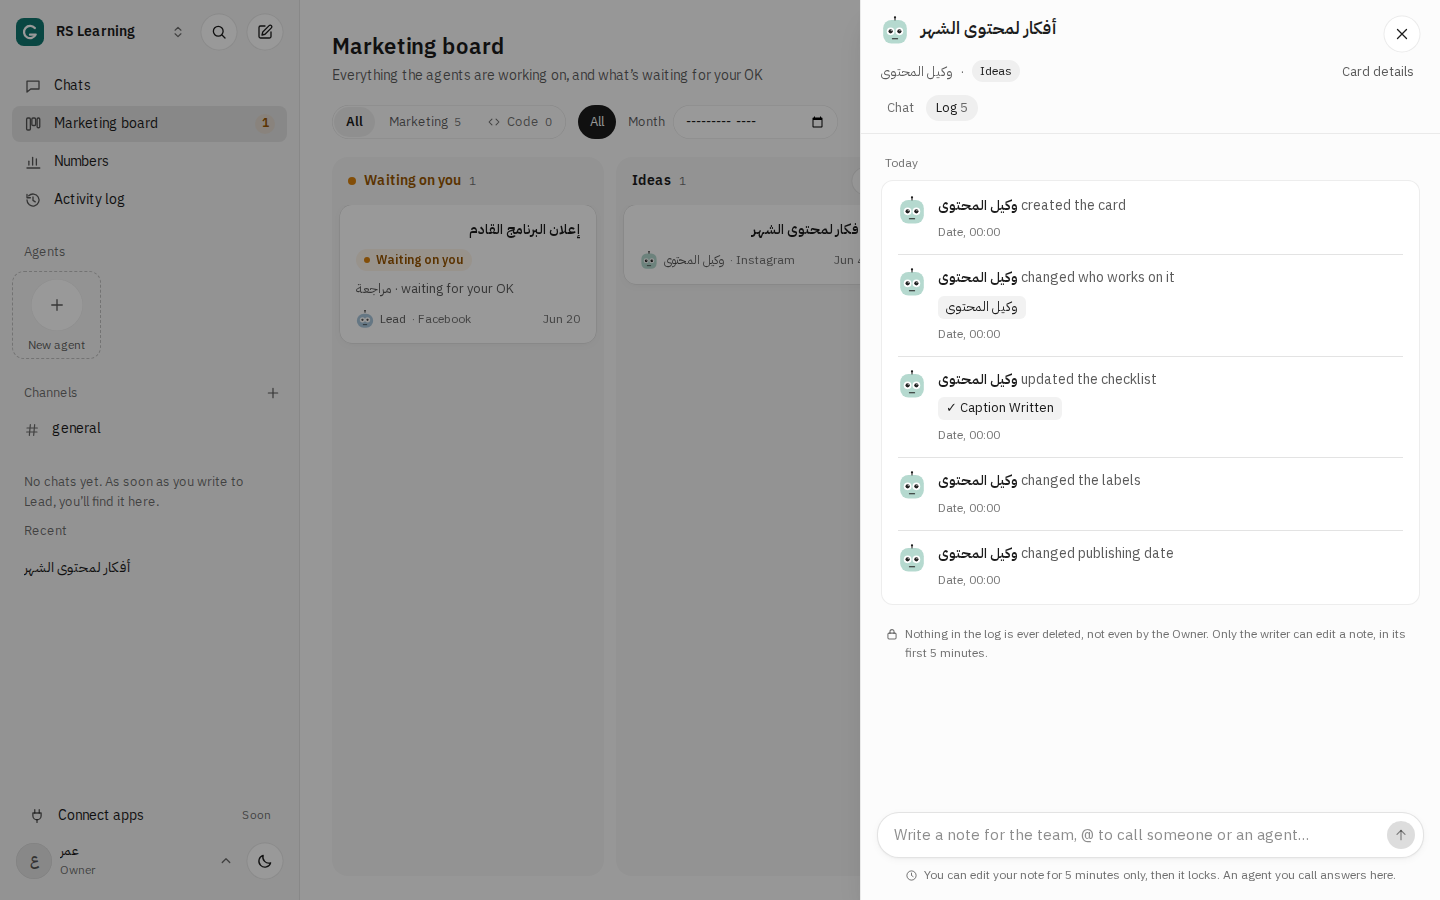 RS Learning
Chats
Marketing board 1
Numbers
Activity log
Agents
New agent
Channels
general
No chats yet. As soon as you write to
Lead, you'll find it here.
Recent
أفكار لمحتوى الشهر
Connect apps Soon
ع
عمر
Owner
Marketing board
Everything the agents are working on, and what's waiting for your OK
All Marketing 5 Code 0 All Month --------- ----
Waiting on you 1
إعلان البرنامج القادم
Waiting on you
مراجعة · waiting for your OK
Lead · Facebook Jun 20
Ideas 1
فكار لمحتوى الشهر
وكيل المحتوى · Instagram Jun
أفكار لمحتوى الشهر
وكيل المحتوى · Ideas Card details
Chat Log 5
Today
وكيل المحتوى created the card
Date, 00:00
وكيل المحتوى changed who works on it
وكيل المحتوى
Date, 00:00
وكيل المحتوى updated the checklist
✓ Caption Written
Date, 00:00
وكيل المحتوى changed the labels
Date, 00:00
وكيل المحتوى changed publishing date
Date, 00:00
Nothing in the log is ever deleted, not even by the Owner. Only the writer can edit a note, in its
first 5 minutes.
Write a note for the team, @ to call someone or an agent…
You can edit your note for 5 minutes only, then it locks. An agent you call answers here.